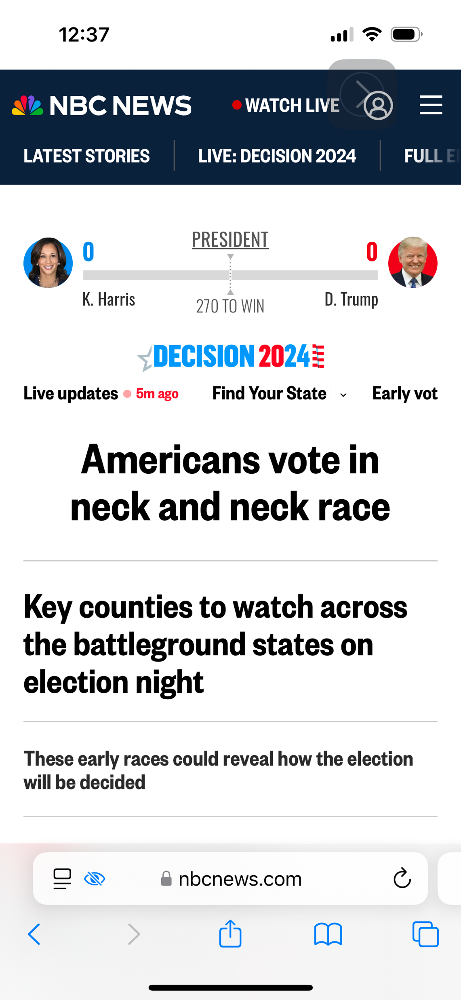 12:37
NBC NEWS
WATCH LIVE
LATEST STORIES
LIVE: DECISION 2024
FULL
PRESIDENT
0
0
K. Harris
D. Trump
270 TO WIN
DECISION 2024
Live updates 5m ago
Find Your State
Early vot
Americans vote in
neck and neck race
Key counties to watch across
the battleground states on
election night
These early races could reveal how the election
will be decided
nbcnews.com